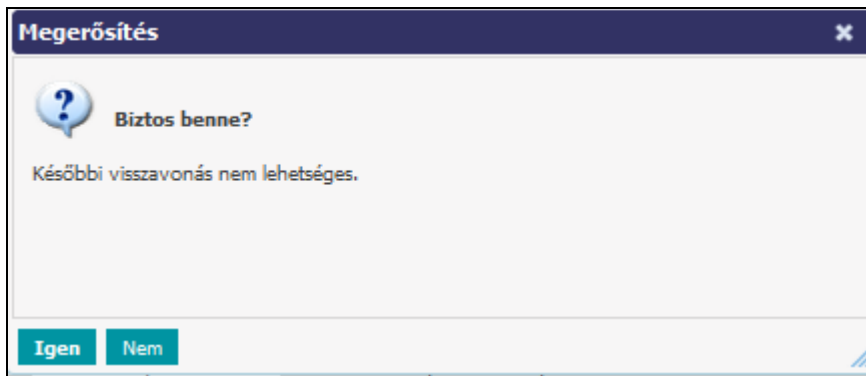 Megerősítés
Biztos benne?
Későbbi visszavonás nem lehetséges.
Igen Nem